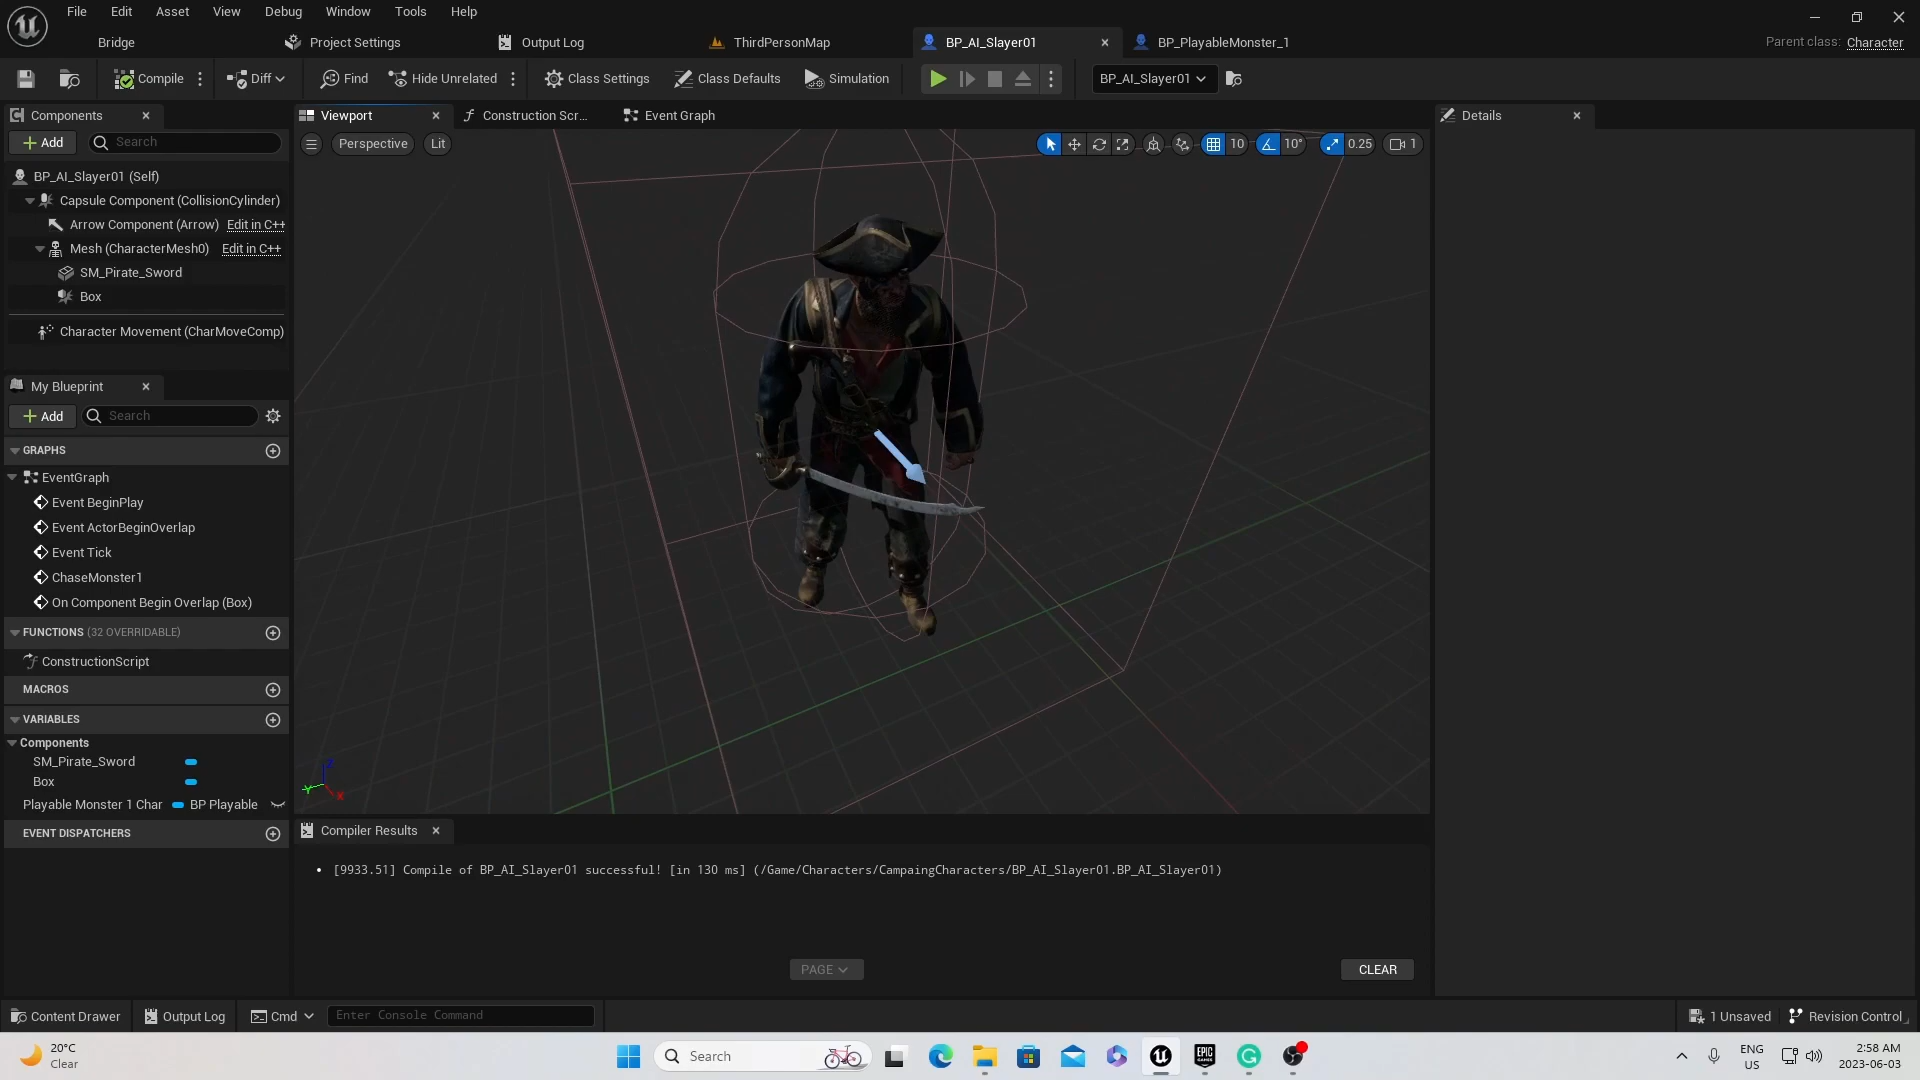 File Edit Asset View Debug Window Tools Help
Bridge Project Settings Output Log ThirdPersonMap BP_AI_Slayer01 BP_PlayableMonster_1 Parent class: Character
Compile Diff Find Hide Unrelated Class Settings Class Defaults Simulation BP_AI_Slayer01
Components
Add Search
BP_AI_Slayer01 (Self)
Capsule Component (CollisionCylinder)
Arrow Component (Arrow) Edit in C++
Mesh (CharacterMesh0) Edit in C++
SM_Pirate_Sword
Box
Character Movement (CharMoveComp)
My Blueprint
Add Search
GRAPHS
EventGraph
Event BeginPlay
Event ActorBeginOverlap
Event Tick
ChaseMonster1
On Component Begin Overlap (Box)
FUNCTIONS (32 OVERRIDABLE)
ConstructionScript
MACROS
VARIABLES
Components
SM_Pirate_Sword
Box
Playable Monster 1 Char BP Playable
EVENT DISPATCHERS
Viewport Construction Scr... Event Graph
Perspective Lit 10 10° 0.25 1
Z
Y
X
Compiler Results
• [9933.51] Compile of BP_AI_Slayer01 successful! [in 130 ms] (/Game/Characters/CampaingCharacters/BP_AI_Slayer01.BP_AI_Slayer01)
PAGE CLEAR
Details
Content Drawer Output Log Cmd Enter Console Command 1 Unsaved Revision Control
20°C
Clear
Search
EPIC
GAMES
ENG
US
2:58 AM
2023-06-03